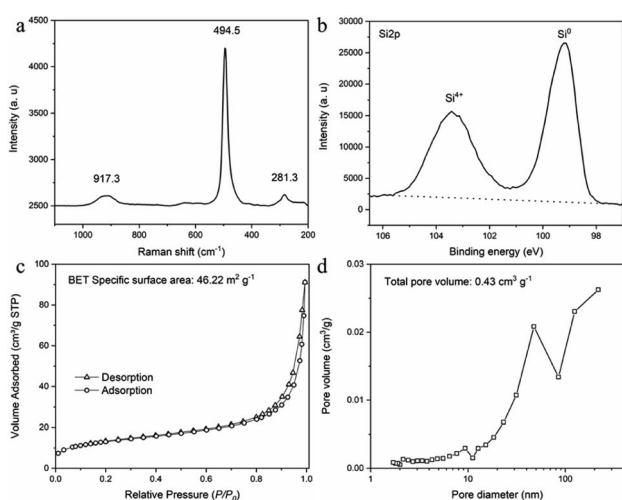 a
494.5
917.3
281.3
4500
4000
3500
3000
2500
1000 800 600 400 200
Intensity (a. u)
Raman shift (cm⁻¹)
b
Si2p
Si⁰
Si⁴⁺
30000
25000
20000
15000
10000
5000
0
106 104 102 100 98
Intensity (a. u)
Binding energy (eV)
c
BET Specific surface area: 46.22 m² g⁻¹
Desorption
Adsorption
100
80
60
40
20
0
0.0 0.2 0.4 0.6 0.8 1.0
Volume Adsorbed (cm³/g STP)
Relative Pressure (P/P₀)
d
Total pore volume: 0.43 cm³ g⁻¹
0.03
0.02
0.01
0.00
1 10 100
Pore volume (cm³/g)
Pore diameter (nm)